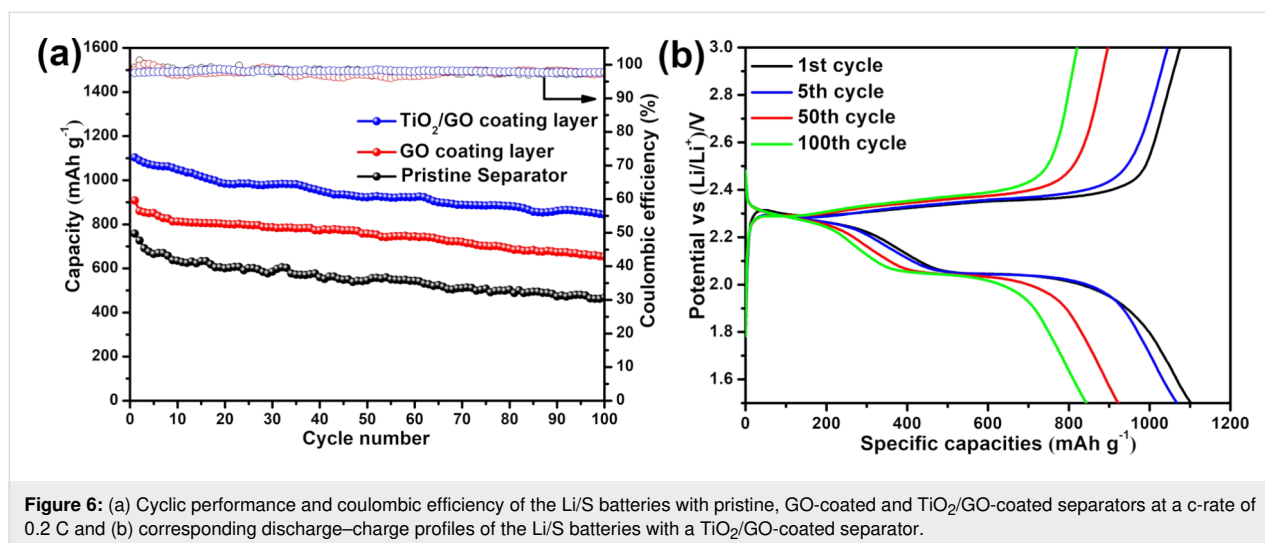 (a)
1600
1400
1200
1000
800
600
400
200
0
Capacity (mAh g⁻¹)
TiO₂/GO coating layer
GO coating layer
Pristine Separator
100
90
80
70
60
50
40
30
20
10
0
Coulombic efficiency (%)
0 10 20 30 40 50 60 70 80 90 100
Cycle number
(b)
3.0
2.8
2.6
2.4
2.2
2.0
1.8
1.6
Potential vs (Li/Li⁺)/V
1st cycle
5th cycle
50th cycle
100th cycle
0 200 400 600 800 1000 1200
Specific capacities (mAh g⁻¹)
Figure 6: (a) Cyclic performance and coulombic efficiency of the Li/S batteries with pristine, GO-coated and TiO₂/GO-coated separators at a c-rate of
0.2 C and (b) corresponding discharge–charge profiles of the Li/S batteries with a TiO₂/GO-coated separator.